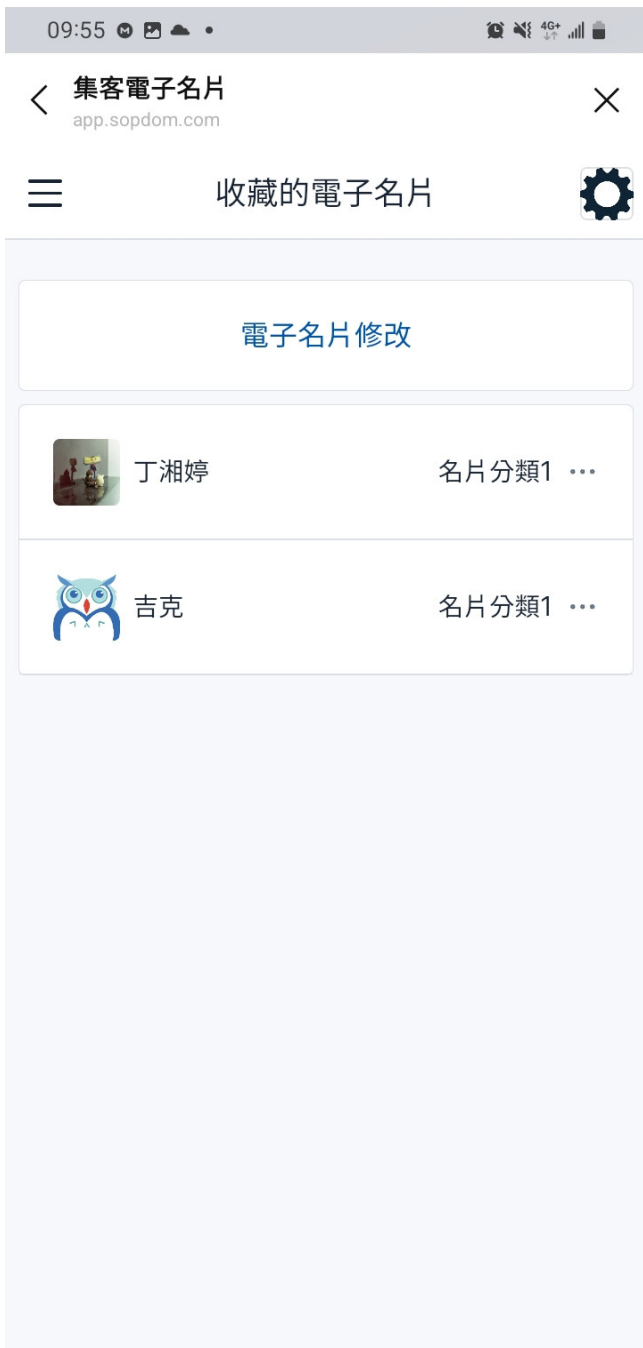 09:55
4G+
集客電子名片
app.sopdom.com
收藏的電子名片
電子名片修改
丁湘婷 名片分類1
吉克 名片分類1